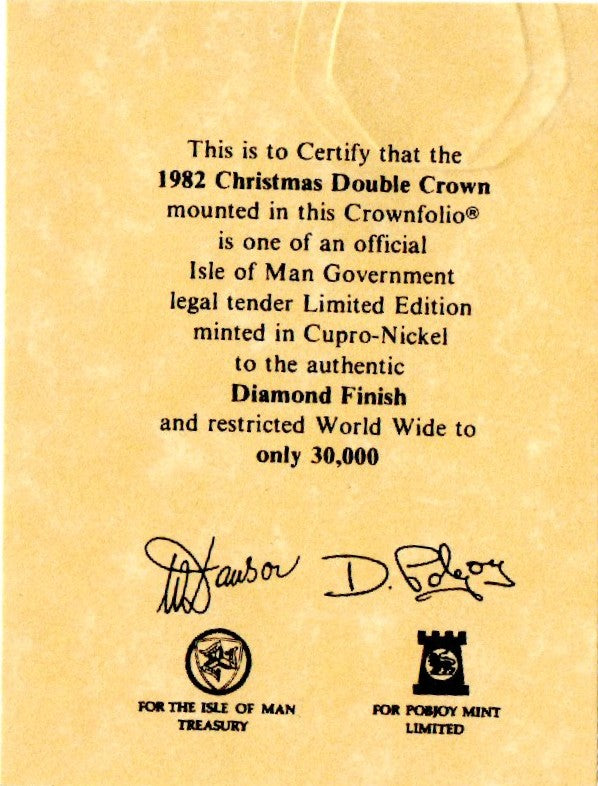 This is to Certify that the
1982 Christmas Double Crown
mounted in this Crownfolio®
is one of an official
Isle of Man Government
legal tender Limited Edition
minted in Cupro-Nickel
to the authentic
Diamond Finish
and restricted World Wide to
only 30,000
D. Pobjoy
FOR THE ISLE OF MAN
TREASURY
FOR POBJOY MINT
LIMITED